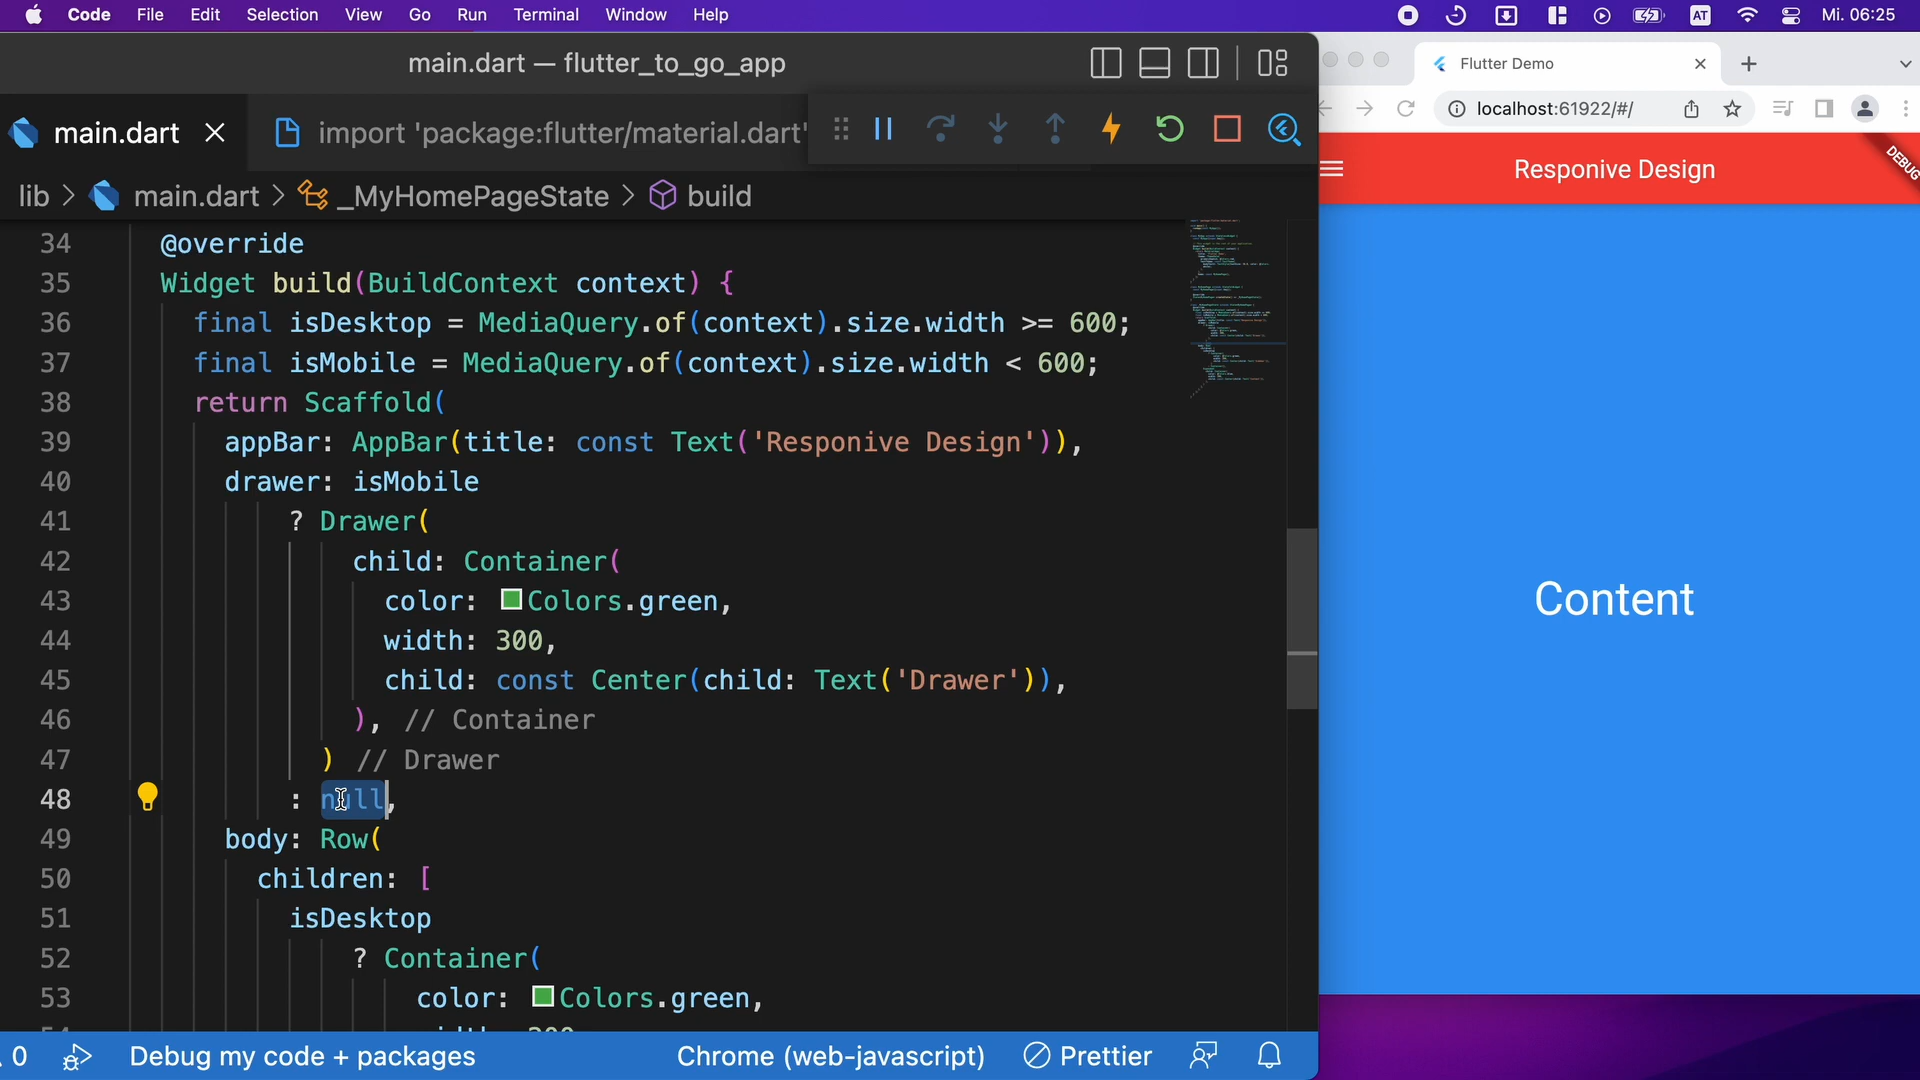 Code File Edit Selection View Go Run Terminal Window Help AT Mi. 06:25
main.dart — flutter_to_go_app
Flutter Demo
main.dart
import 'package:flutter/material.dart'
localhost:61922/#/
lib > main.dart > _MyHomePageState > build
Responive Design
DEBUG
34 @override
35 Widget build(BuildContext context) {
36 final isDesktop = MediaQuery.of(context).size.width >= 600;
37 final isMobile = MediaQuery.of(context).size.width < 600;
38 return Scaffold(
39 appBar: AppBar(title: const Text('Responive Design')),
40 drawer: isMobile
41 ? Drawer(
42 child: Container(
43 color: Colors.green,
44 width: 300,
45 child: const Center(child: Text('Drawer')),
46 ), // Container
47 ) // Drawer
48 : null,
49 body: Row(
50 children: [
51 isDesktop
52 ? Container(
53 color: Colors.green,
Content
0 Debug my code + packages Chrome (web-javascript) Prettier